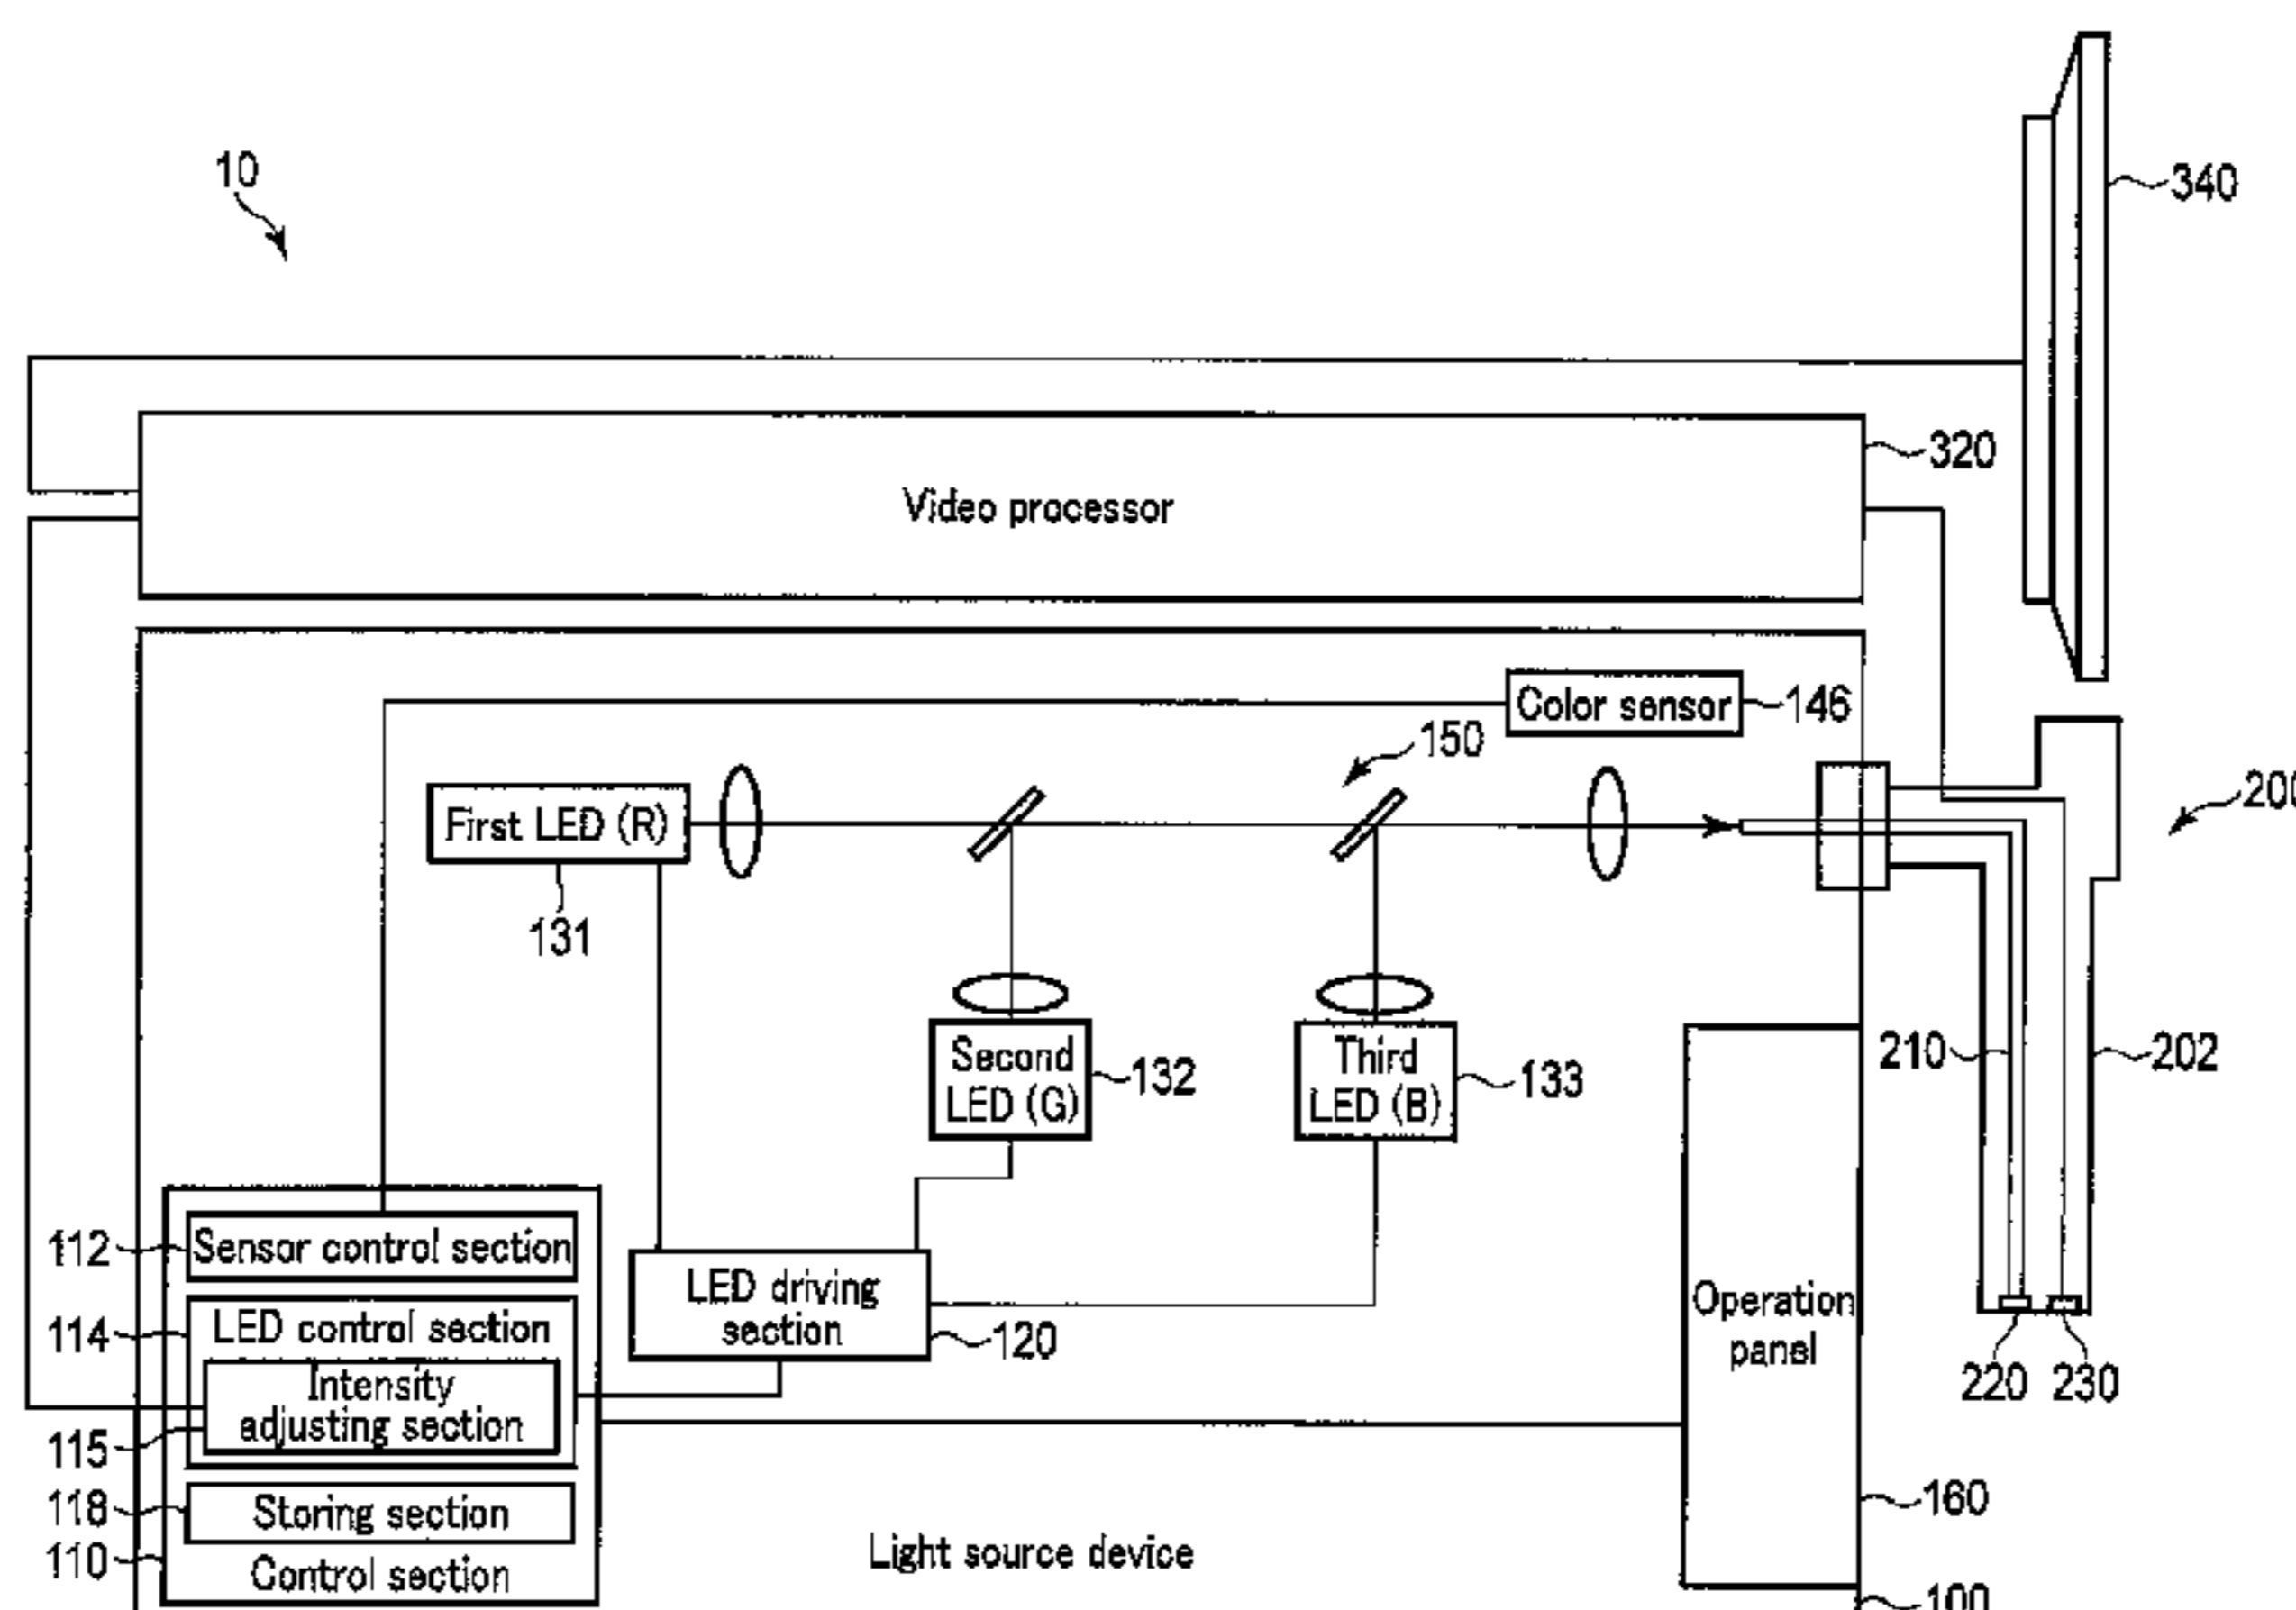 10
340
320
Video processor
Color sensor
146
150
200
First LED (R)
131
Second
LED (G)
132
Third
LED (B)
133
210
202
112
Sensor control section
114
LED control section
LED driving
section
120
Operation
panel
Intensity
adjusting section
115
220
230
118
Storing section
160
110
Control section
Light source device
100